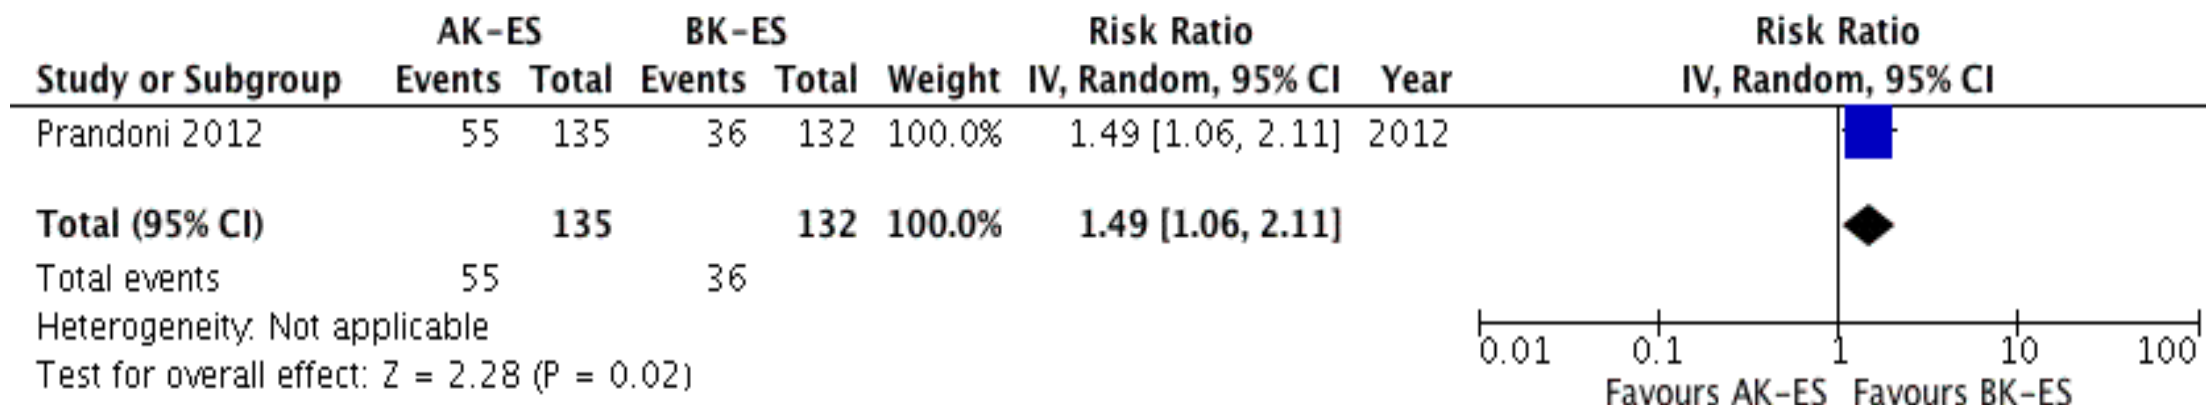 AK-ES BK-ES Risk Ratio Risk Ratio
Study or Subgroup Events Total Events Total Weight IV, Random, 95% CI Year IV, Random, 95% CI
Prandoni 2012 55 135 36 132 100.0% 1.49 [1.06, 2.11] 2012
Total (95% CI) 135 132 100.0% 1.49 [1.06, 2.11]
Total events 55 36
Heterogeneity: Not applicable
Test for overall effect: Z = 2.28 (P = 0.02)
0.01 0.1 1 10 100
Favours AK-ES Favours BK-ES